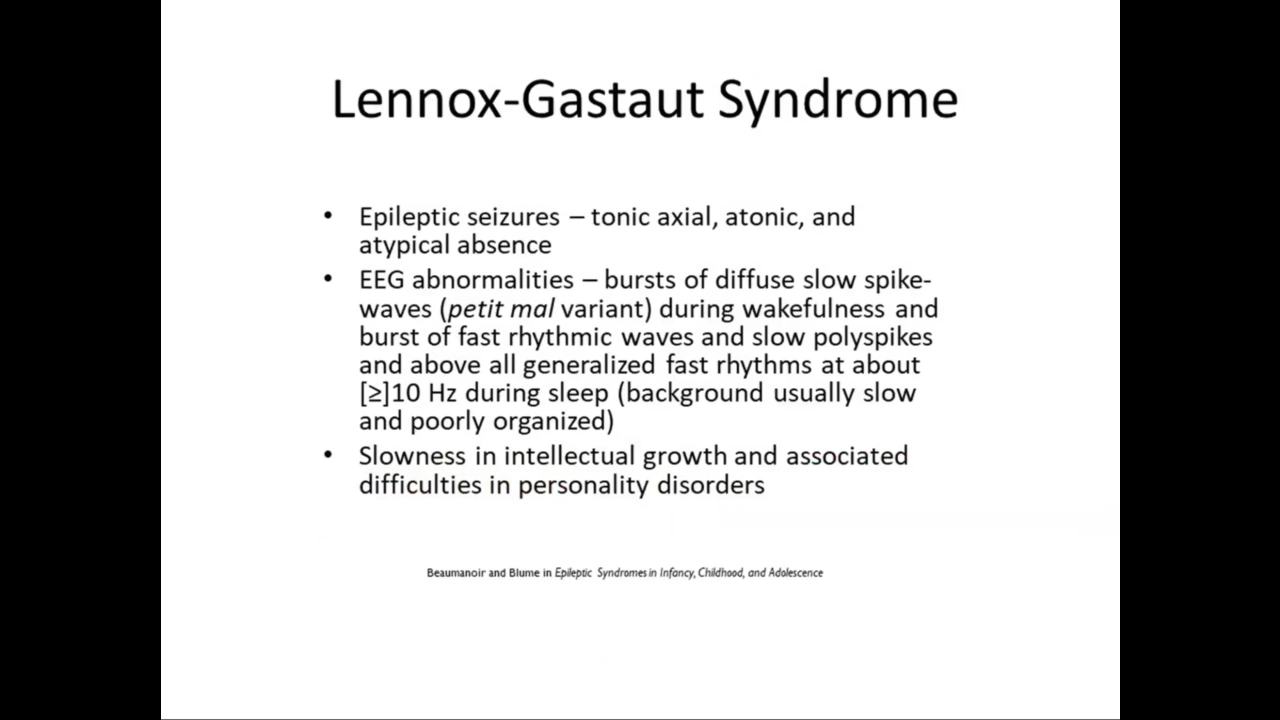 Lennox-Gastaut Syndrome
• Epileptic seizures – tonic axial, atonic, and
atypical absence
• EEG abnormalities – bursts of diffuse slow spike-
waves (petit mal variant) during wakefulness and
burst of fast rhythmic waves and slow polyspikes
and above all generalized fast rhythms at about
[≥]10 Hz during sleep (background usually slow
and poorly organized)
• Slowness in intellectual growth and associated
difficulties in personality disorders
Beaumanoir and Blume in Epileptic Syndromes in Infancy, Childhood, and Adolescence